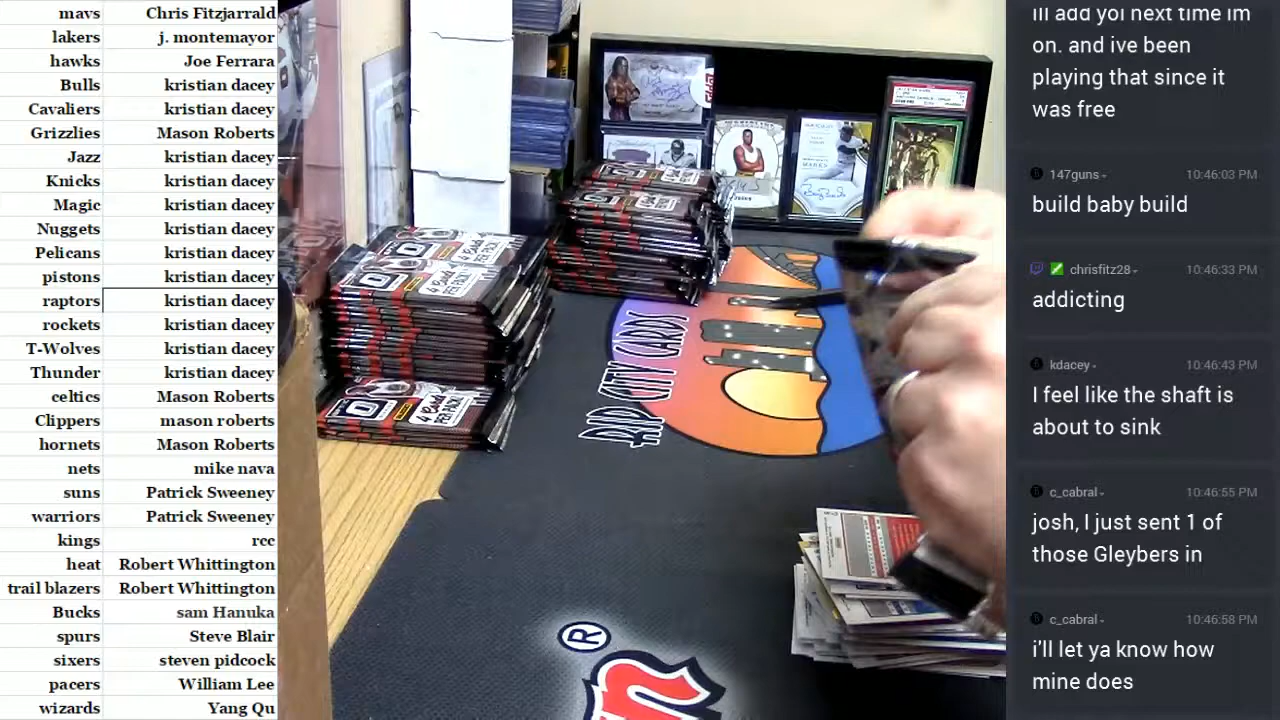 mavs Chris Fitzjarrald
lakers j. montemayor
hawks Joe Ferrara
Bulls kristian dacey
Cavaliers kristian dacey
Grizzlies Mason Roberts
Jazz kristian dacey
Knicks kristian dacey
Magic kristian dacey
Nuggets kristian dacey
Pelicans kristian dacey
pistons kristian dacey
raptors kristian dacey
rockets kristian dacey
T-Wolves kristian dacey
Thunder kristian dacey
celtics Mason Roberts
Clippers mason roberts
hornets Mason Roberts
nets mike nava
suns Patrick Sweeney
warriors Patrick Sweeney
kings rcc
heat Robert Whittington
trail blazers Robert Whittington
Bucks sam Hanuka
spurs Steve Blair
sixers steven pidcock
pacers William Lee
wizards Yang Qu
4 Cards
PER PACK
RIP CITY CARDS
®
ill add yoi next time im
on. and ive been
playing that since it
was free
147guns 10:46:03 PM
build baby build
chrisfitz28 10:46:33 PM
addicting
kdacey 10:46:43 PM
I feel like the shaft is
about to sink
c_cabral 10:46:55 PM
josh, I just sent 1 of
those Gleybers in
c_cabral 10:46:58 PM
i'll let ya know how
mine does